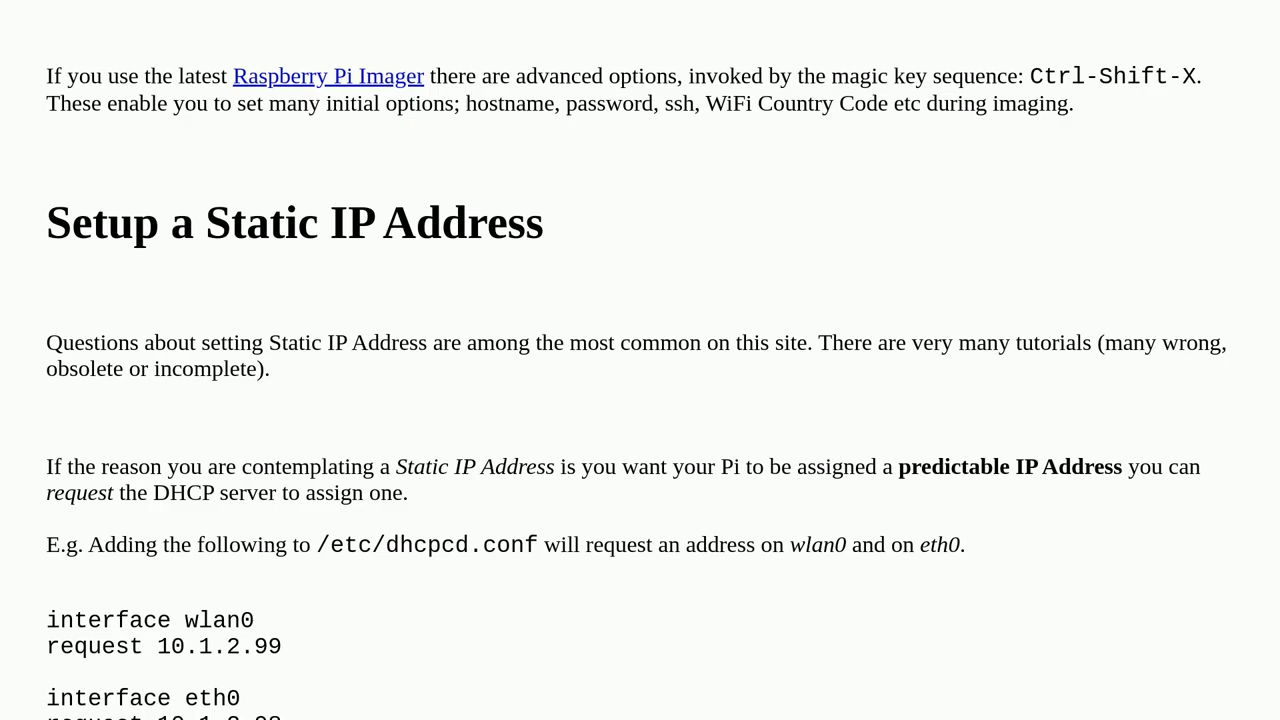 If you use the latest Raspberry Pi Imager there are advanced options, invoked by the magic key sequence: Ctrl-Shift-X.
These enable you to set many initial options; hostname, password, ssh, WiFi Country Code etc during imaging.
Setup a Static IP Address
Questions about setting Static IP Address are among the most common on this site. There are very many tutorials (many wrong,
obsolete or incomplete).
If the reason you are contemplating a Static IP Address is you want your Pi to be assigned a predictable IP Address you can
request the DHCP server to assign one.
E.g. Adding the following to /etc/dhcpcd.conf will request an address on wlan0 and on eth0.
interface wlan0
request 10.1.2.99
interface eth0